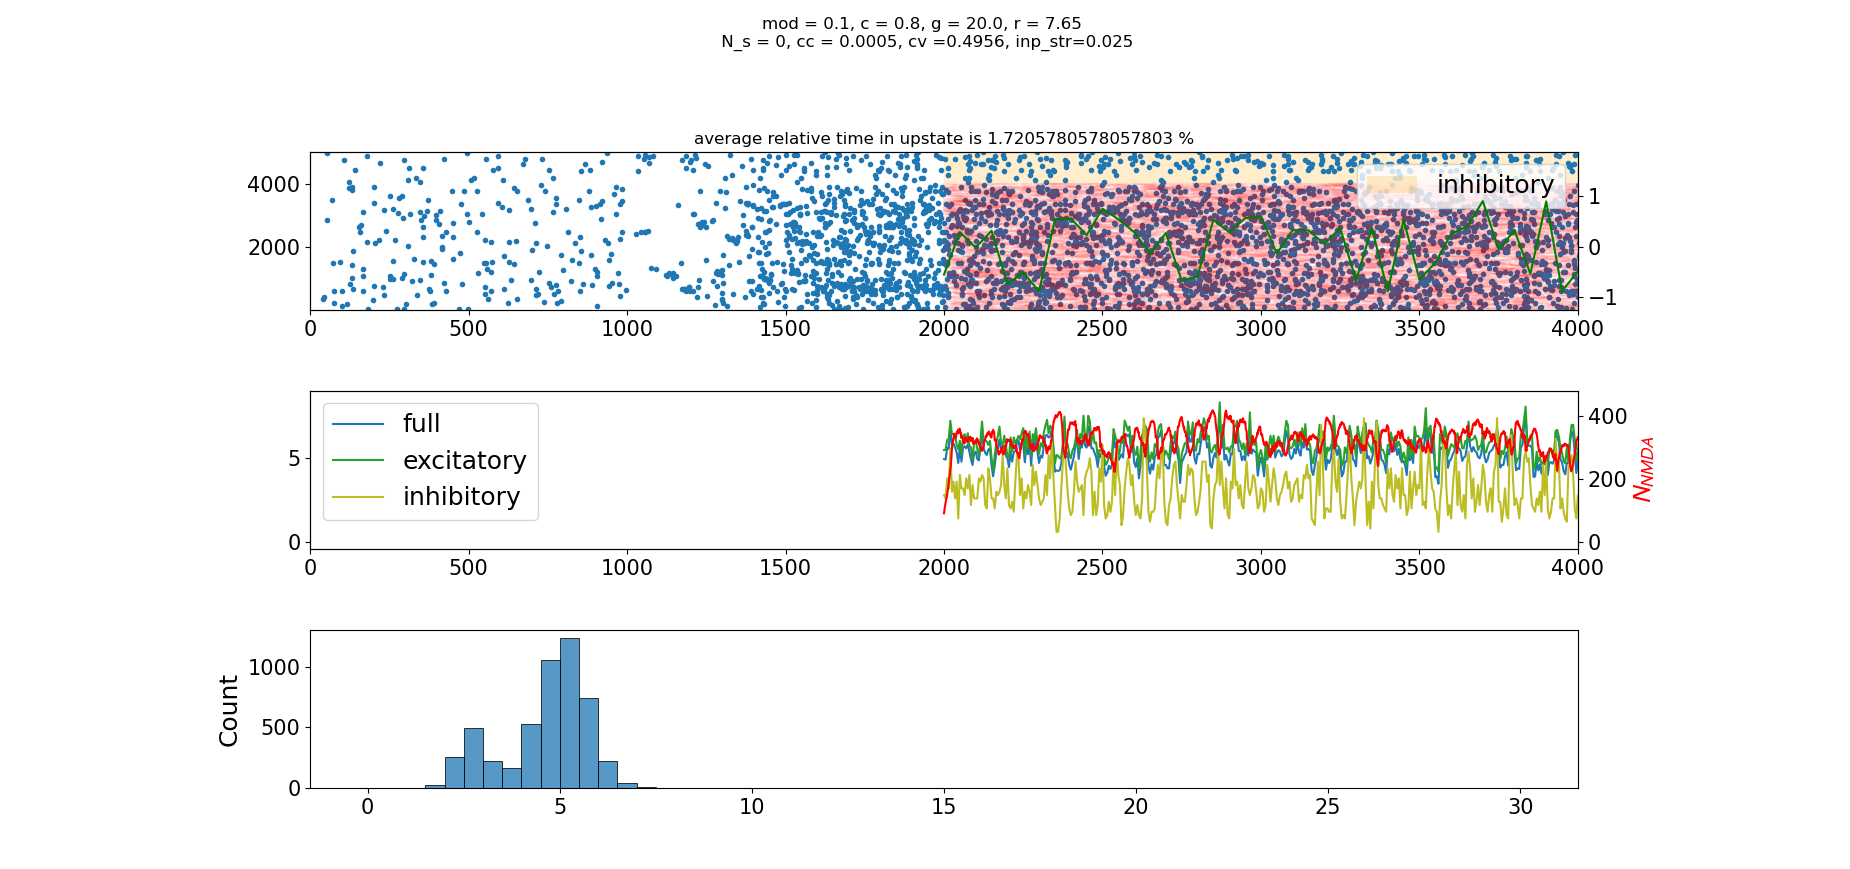 mod = 0.1, c = 0.8, g = 20.0, r = 7.65
N_s = 0, cc = 0.0005, cv =0.4956, inp_str=0.025
average relative time in upstate is 1.7205780578057803 %
4000
2000
inhibitory
1
0
−1
0 500 1000 1500 2000 2500 3000 3500 4000
5
0
full
excitatory
inhibitory
400
200
0
N_NMDA
0 500 1000 1500 2000 2500 3000 3500 4000
Count
1000
500
0
0 5 10 15 20 25 30